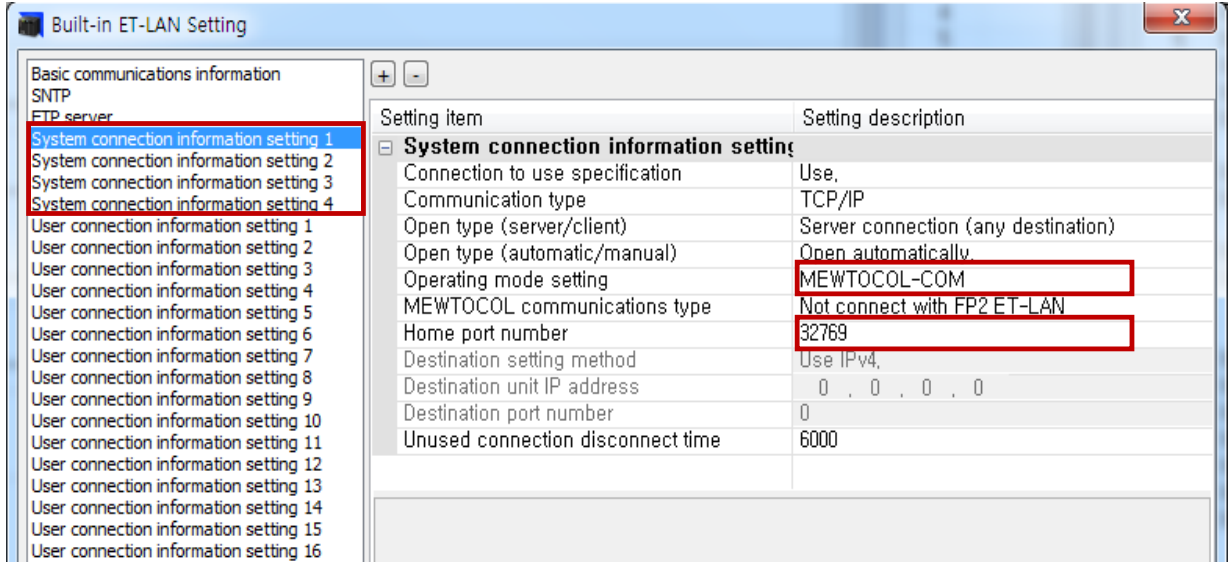 Built-in ET-LAN Setting
x
Basic communications information
SNTP
FTP server
System connection information setting 1
System connection information setting 2
System connection information setting 3
System connection information setting 4
User connection information setting 1
User connection information setting 2
User connection information setting 3
User connection information setting 4
User connection information setting 5
User connection information setting 6
User connection information setting 7
User connection information setting 8
User connection information setting 9
User connection information setting 10
User connection information setting 11
User connection information setting 12
User connection information setting 13
User connection information setting 14
User connection information setting 15
User connection information setting 16
+ -
Setting item Setting description
System connection information setting
Connection to use specification Use,
Communication type TCP/IP
Open type (server/client) Server connection (any destination)
Open type (automatic/manual) Open automatically.
Operating mode setting MEWTOCOL-COM
MEWTOCOL communications type Not connect with FP2 ET-LAN
Home port number 32769
Destination setting method Use IPv4,
Destination unit IP address 0 . 0 . 0 . 0
Destination port number 0
Unused connection disconnect time 6000